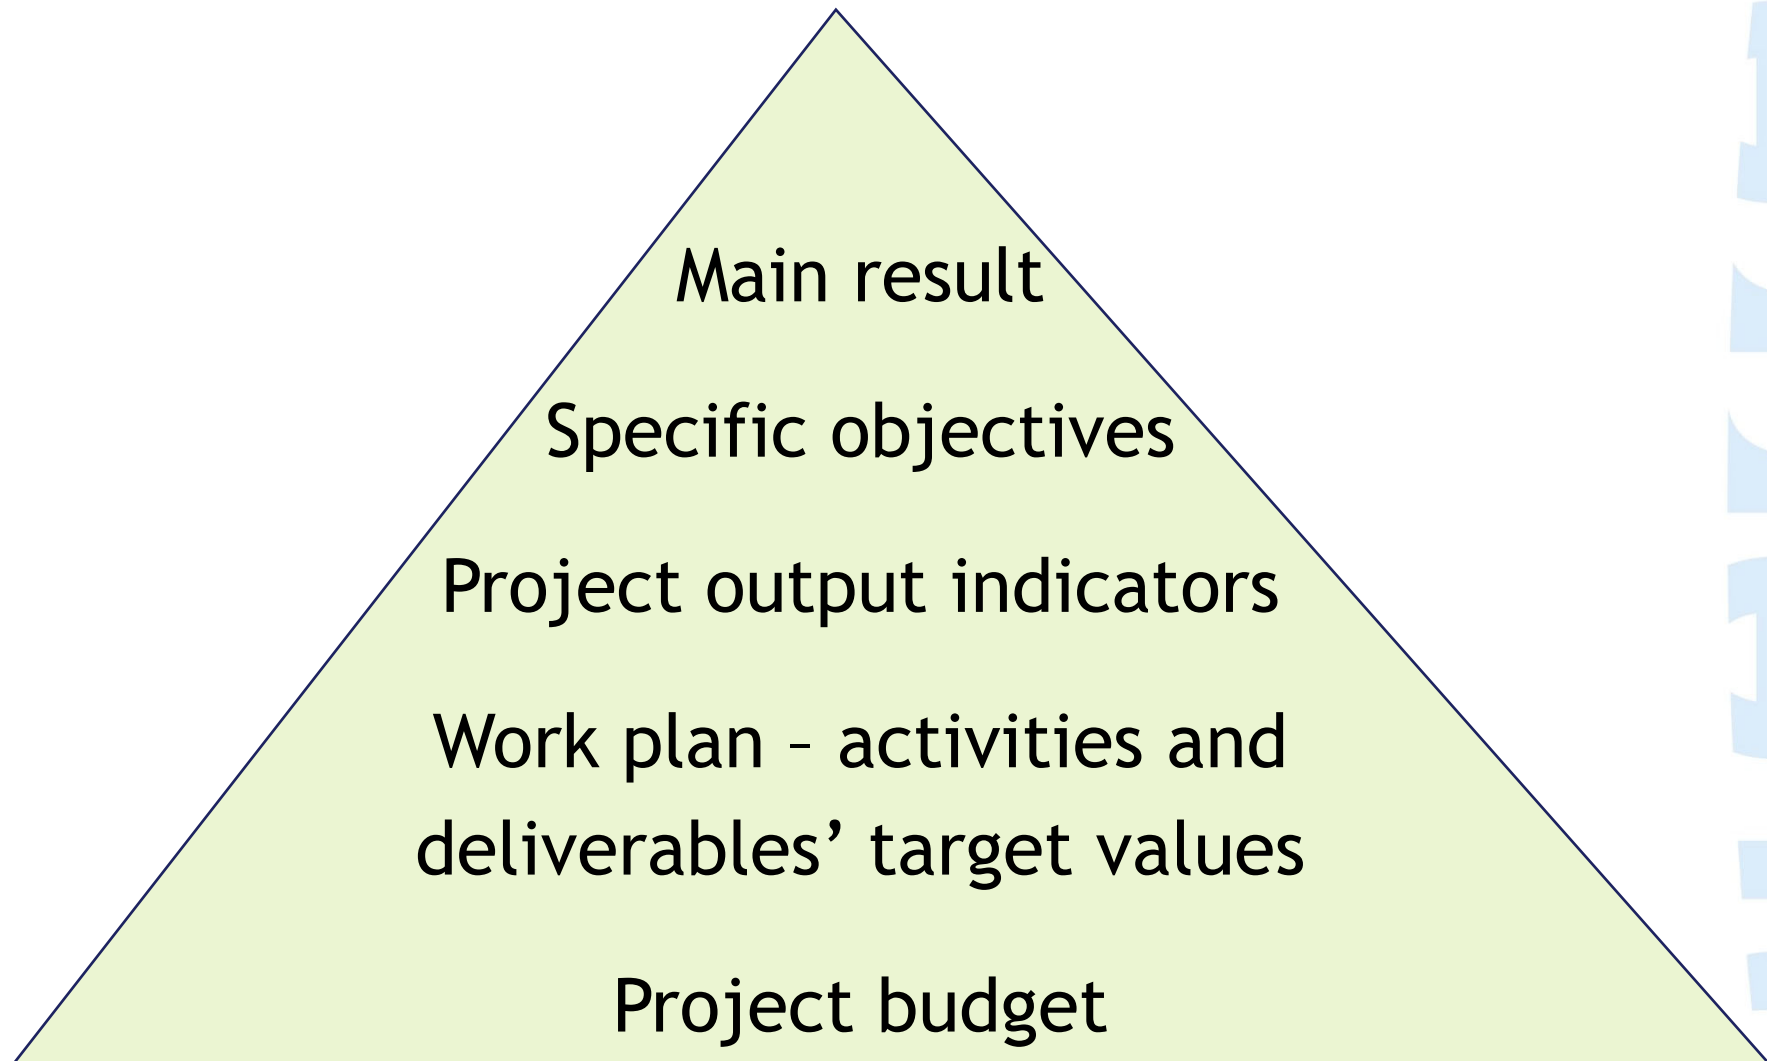 Main result
Specific objectives
Project output indicators
Work plan – activities and
deliverables’ target values
Project budget